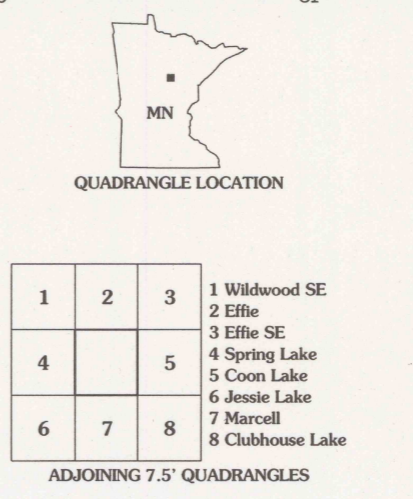 MN
QUADRANGLE LOCATION
1 2 3
4 5
6 7 8
1 Wildwood SE
2 Effie
3 Effie SE
4 Spring Lake
5 Coon Lake
6 Jessie Lake
7 Marcell
8 Clubhouse Lake
ADJOINING 7.5' QUADRANGLES